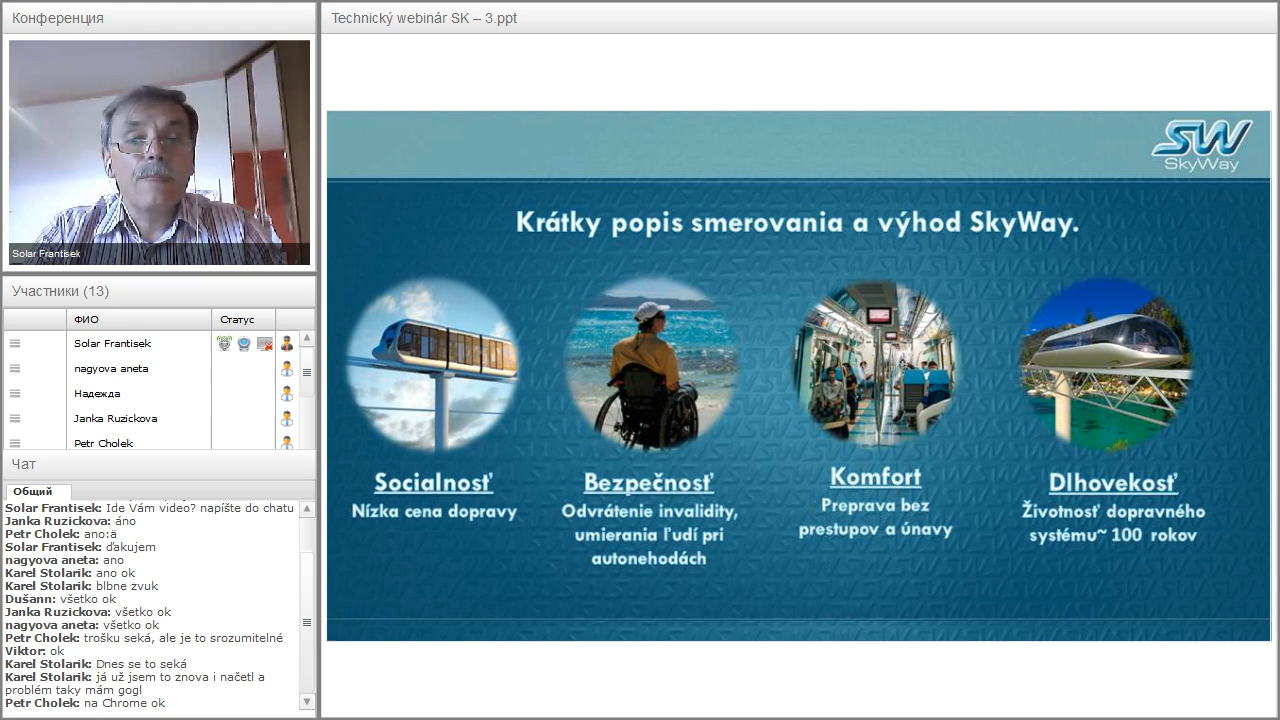 Конференция
Solar Frantisek
Участники (13)
ФИО
Статус
Solar Frantisek
nagyova aneta
Надежда
Janka Ruzickova
Petr Cholek
Чат
Общий
Solar Frantisek: Ide Vám video? napíšte do chatu
Janka Ruzickova: áno
Petr Cholek: ano:ä
Solar Frantisek: ďakujem
nagyova aneta: ano
Karel Stolarik: ano ok
Karel Stolarik: blbne zvuk
Dušann: všetko ok
Janka Ruzickova: všetko ok
nagyova aneta: všetko ok
Petr Cholek: trošku seká, ale je to srozumitelné
Viktor: ok
Karel Stolarik: Dnes se to seká
Karel Stolarik: já už jsem to znova i načetl a
problém taky mám gogl
Petr Cholek: na Chrome ok
Technický webinár SK – 3.ppt
SW
SkyWay
Krátky popis smerovania a výhod SkyWay.
Socialnosť
Nízka cena dopravy
Bezpečnosť
Odvrátenie invalidity,
umierania ľudí pri
autonehodách
Komfort
Preprava bez
prestupov a únavy
Dlhovekosť
Životnosť dopravného
systému~ 100 rokov